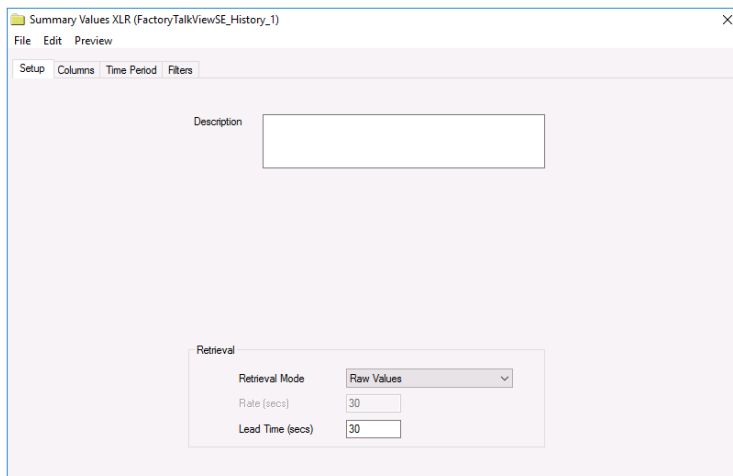 Summary Values XLR (FactoryTalkViewSE_History_1)
File Edit Preview
Setup Columns Time Period Filters
Description
Retrieval
Retrieval Mode Raw Values
Rate (secs) 30
Lead Time (secs) 30